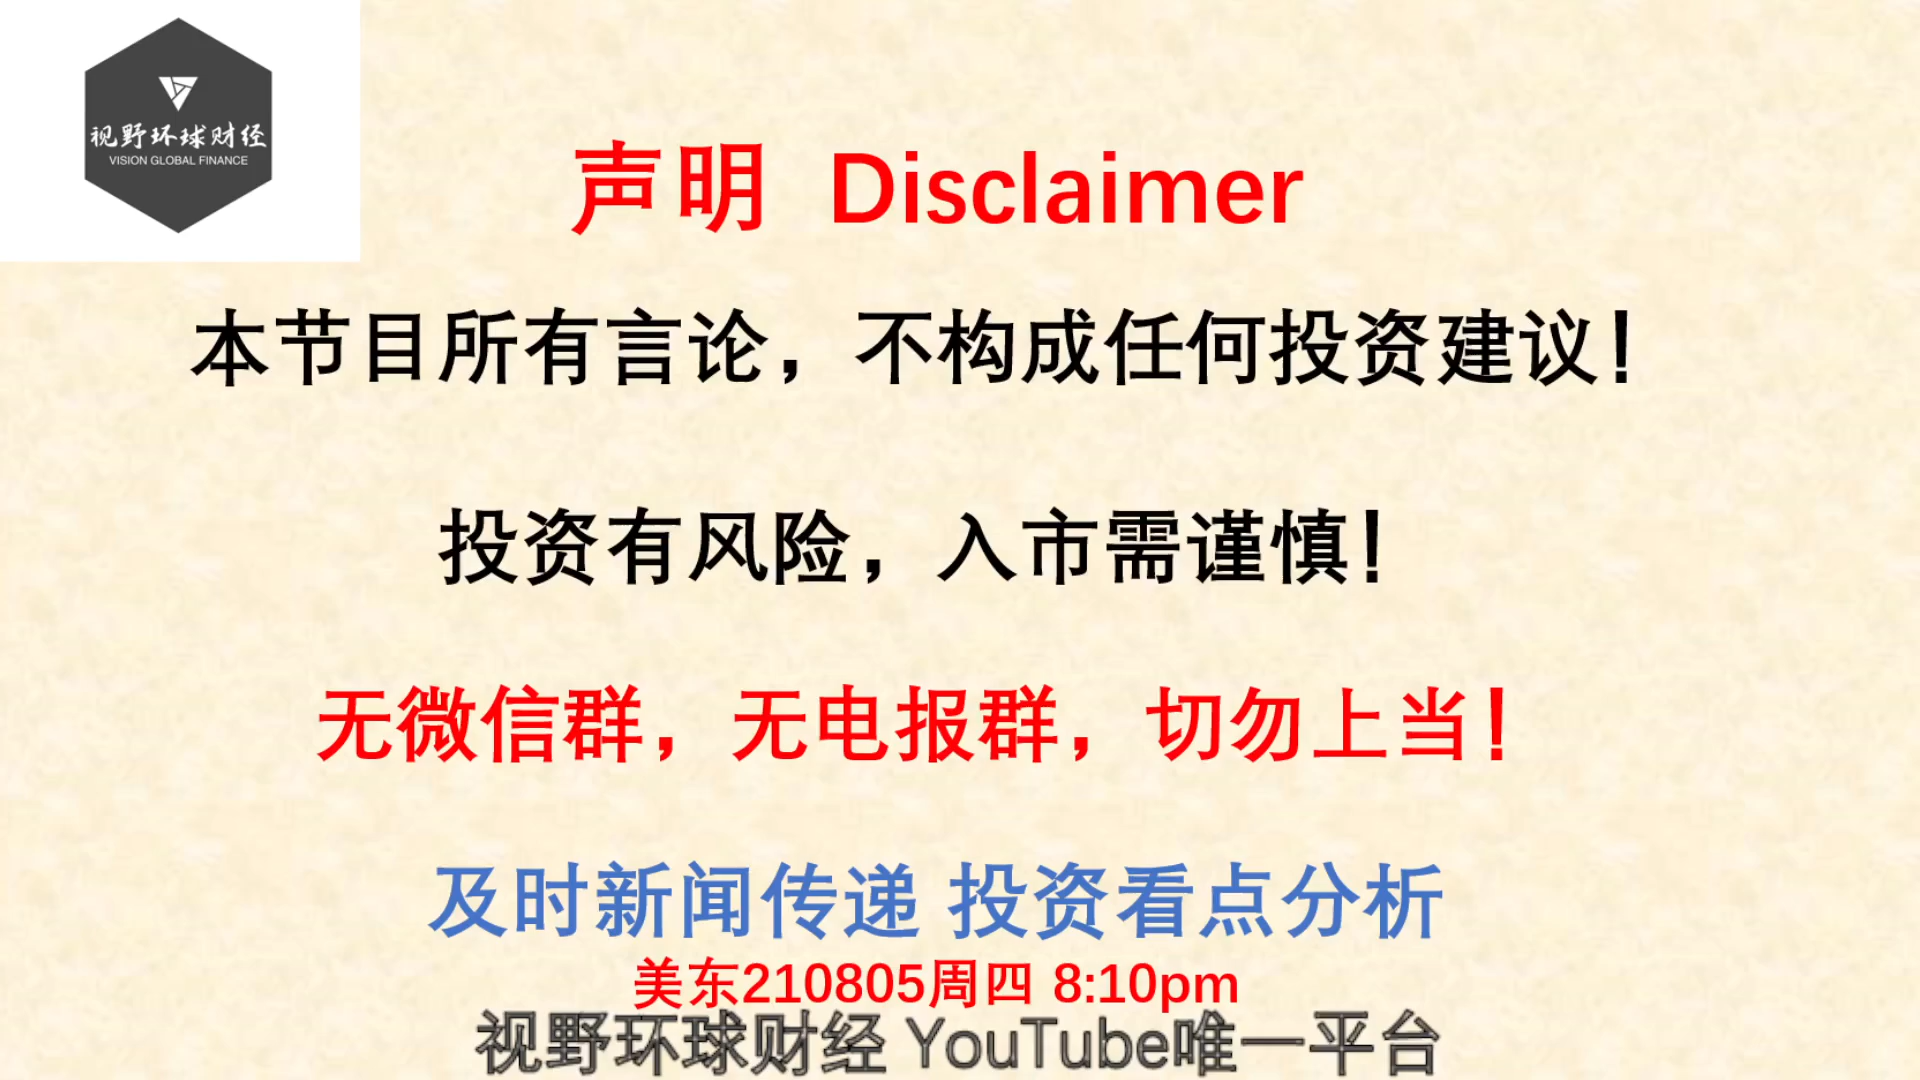 视野环球财经
VISION GLOBAL FINANCE
声明 Disclaimer
本节目所有言论，不构成任何投资建议！
投资有风险，入市需谨慎！
无微信群，无电报群，切勿上当！
及时新闻传递 投资看点分析
美东210805周四 8:10pm
视野环球财经 YouTube唯一平台